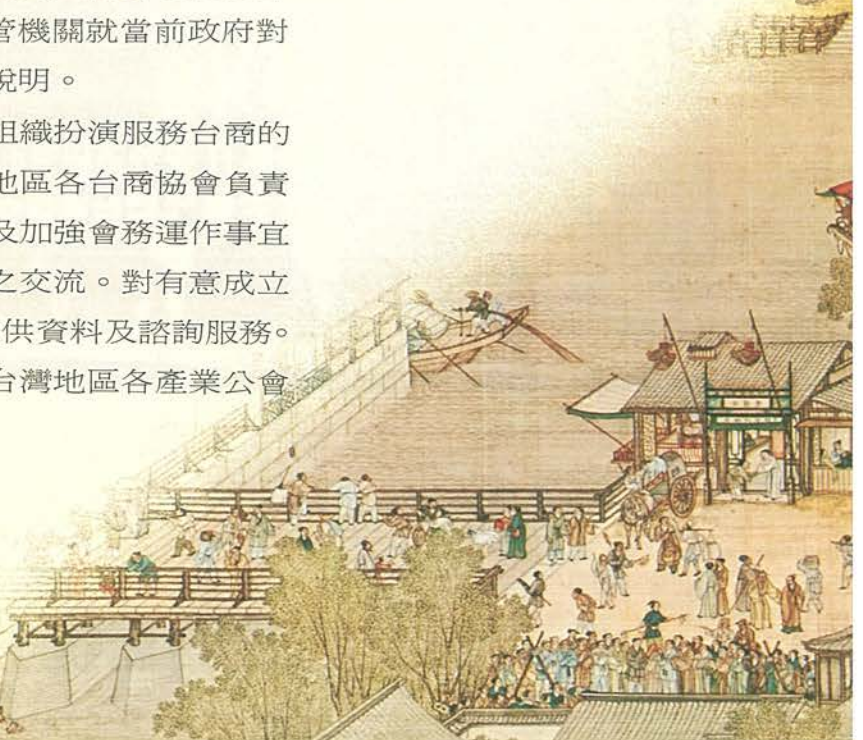 管機關就當前政府對
說明。
組織扮演服務台商的
地區各台商協會負責
及加強會務運作事宜
之交流。對有意成立
供資料及諮詢服務。
台灣地區各產業公會